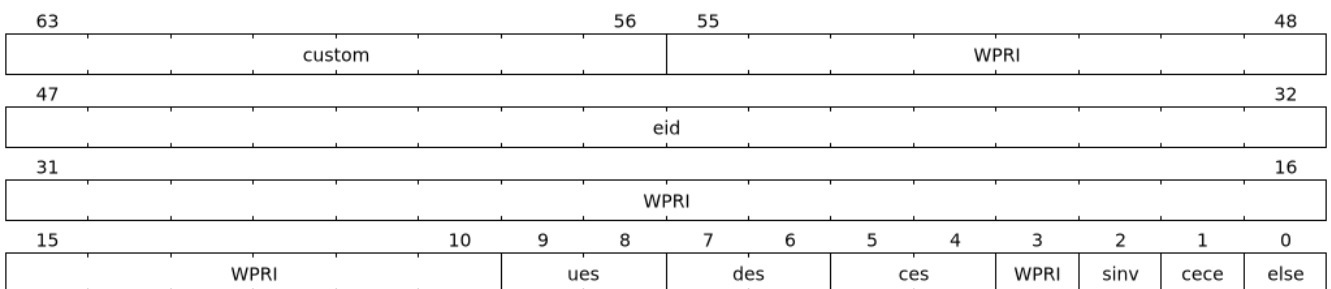 63 56 55 48
custom WPRI
47 32
eid
31 16
WPRI
15 10 9 8 7 6 5 4 3 2 1 0
WPRI ues des ces WPRI sinv cece else